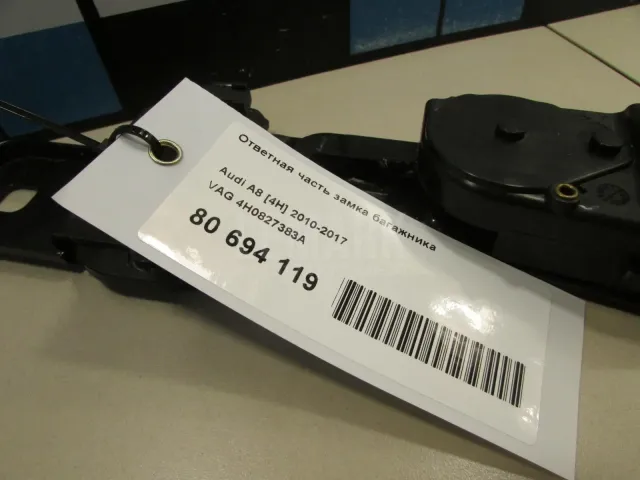 Ответная часть замка багажника
Audi A8 [4H] 2010-2017
VAG 4H0827383A
80 694 119